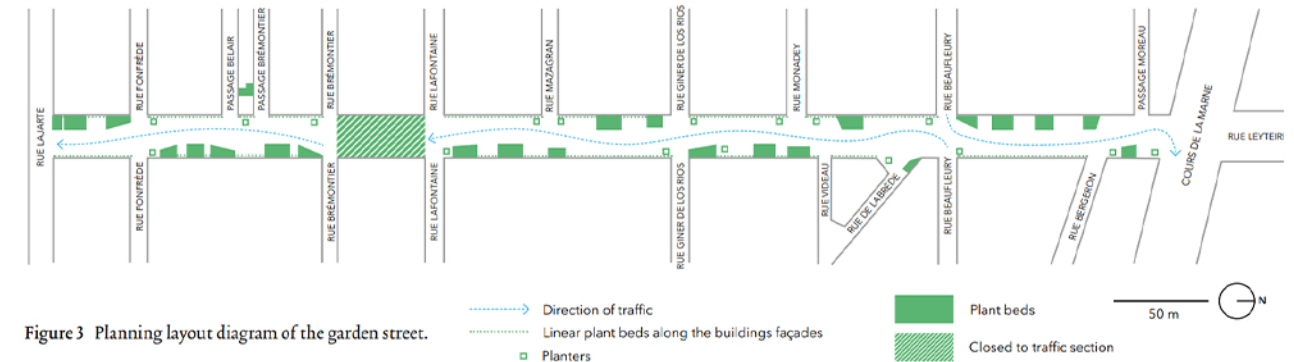 RUE LAJARTE
RUE FONFRÈDE
PASSAGE BELAIR
PASSAGE BRÉMONTIER
RUE BRÉMONTIER
RUE LAFONTAINE
RUE MAZAGRAN
RUE GINER DE LOS RIOS
RUE MONADEY
RUE BEAUFLEURY
PASSAGE MOREAU
COURS DE LA MARNE
RUE LEYTEIR
RUE FONFRÈDE
RUE BRÉMONTIER
RUE LAFONTAINE
RUE GINER DE LOS RIOS
RUE VIDEAU
RUE DE LABRÈDE
RUE BEAUFLEURY
RUE BERGERON
Figure 3 Planning layout diagram of the garden street.
Direction of traffic
Linear plant beds along the buildings façades
Planters
Plant beds
Closed to traffic section
50 m
N